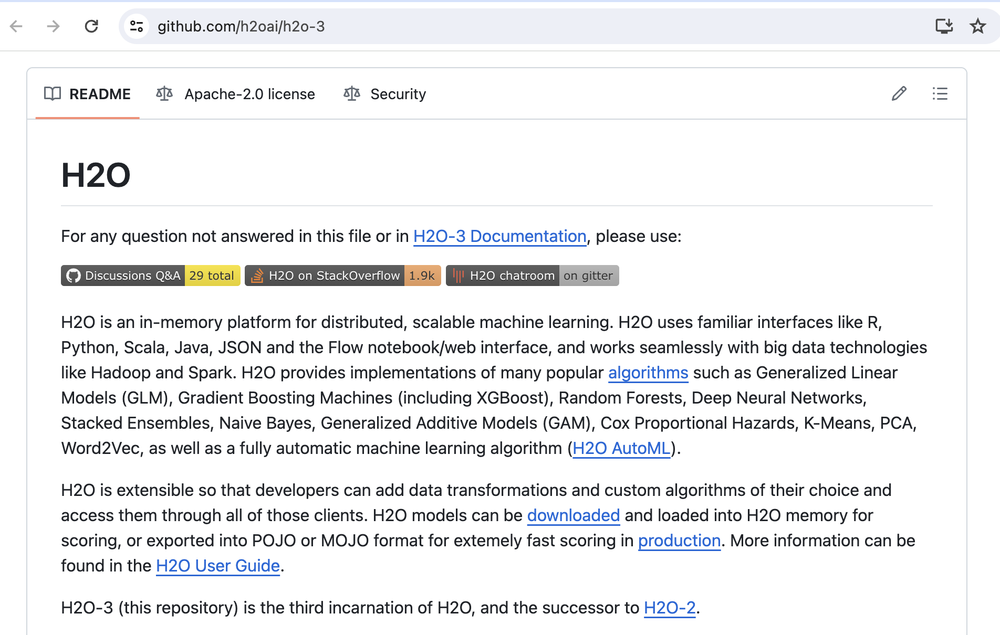 github.com/h2oai/h2o-3
README Apache-2.0 license Security
H2O
For any question not answered in this file or in H2O-3 Documentation, please use:
Discussions Q&A 29 total H2O on StackOverflow 1.9k H2O chatroom on gitter
H2O is an in-memory platform for distributed, scalable machine learning. H2O uses familiar interfaces like R,
Python, Scala, Java, JSON and the Flow notebook/web interface, and works seamlessly with big data technologies
like Hadoop and Spark. H2O provides implementations of many popular algorithms such as Generalized Linear
Models (GLM), Gradient Boosting Machines (including XGBoost), Random Forests, Deep Neural Networks,
Stacked Ensembles, Naive Bayes, Generalized Additive Models (GAM), Cox Proportional Hazards, K-Means, PCA,
Word2Vec, as well as a fully automatic machine learning algorithm (H2O AutoML).
H2O is extensible so that developers can add data transformations and custom algorithms of their choice and
access them through all of those clients. H2O models can be downloaded and loaded into H2O memory for
scoring, or exported into POJO or MOJO format for extemely fast scoring in production. More information can be
found in the H2O User Guide.
H2O-3 (this repository) is the third incarnation of H2O, and the successor to H2O-2.